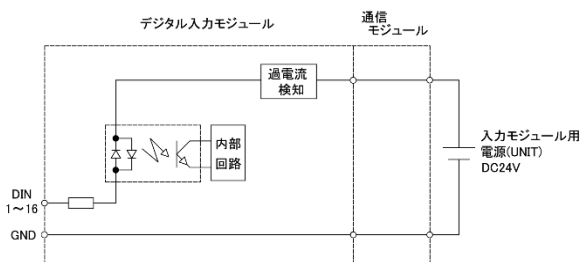 デジタル入力モジュール
通信
モジュール
過電流
検知
内部
回路
入力モジュール用
電源(UNIT)
DC24V
DIN
1～16
GND